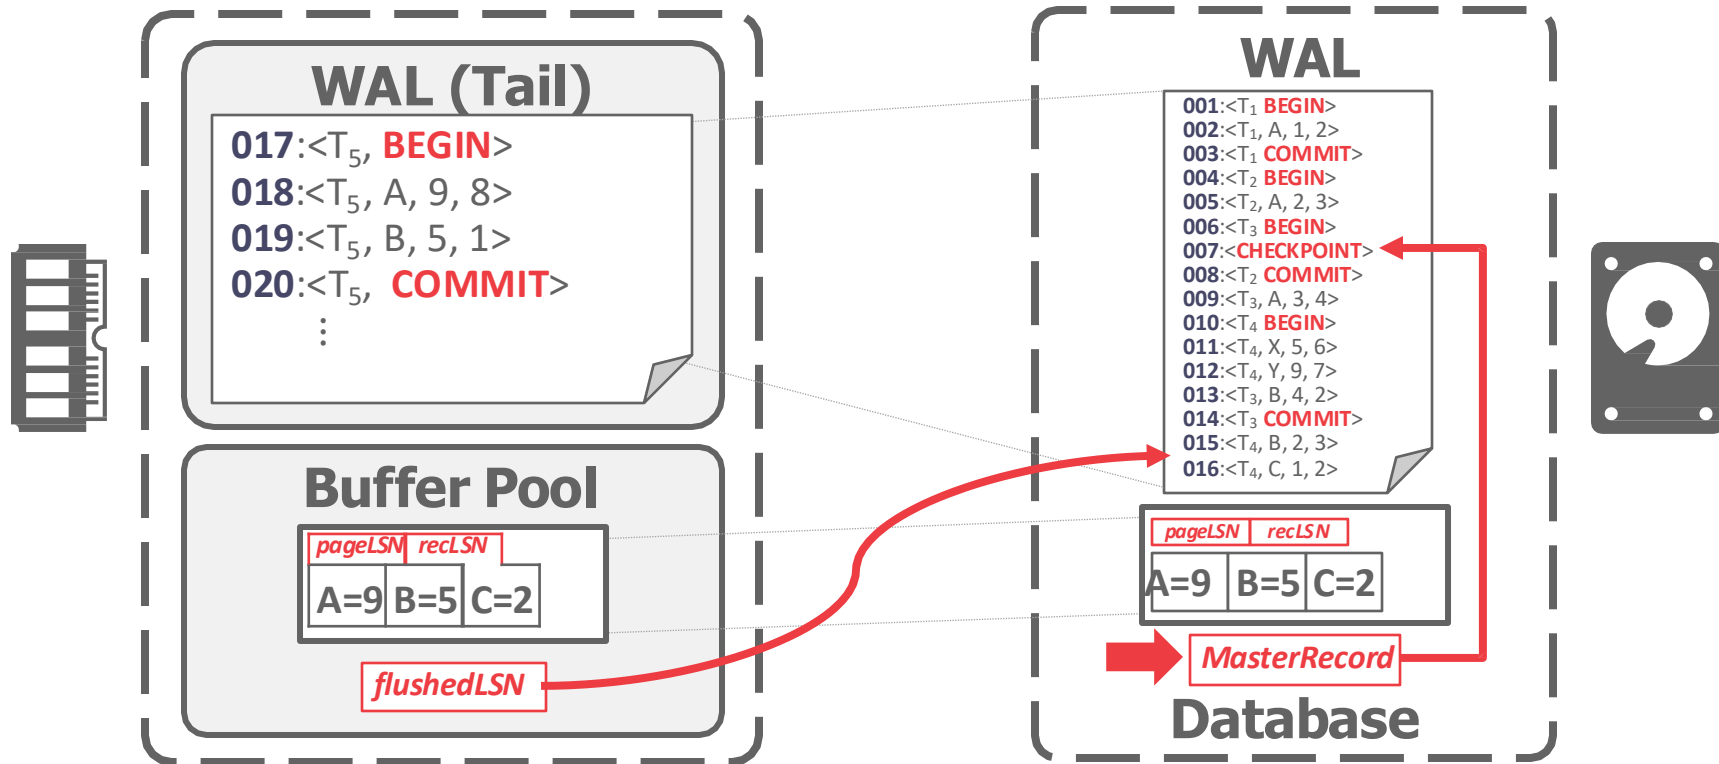 WAL (Tail)
017:<T5, BEGIN>
018:<T5, A, 9, 8>
019:<T5, B, 5, 1>
020:<T5, COMMIT>
⋮
Buffer Pool
pageLSN recLSN
A=9 B=5 C=2
flushedLSN
WAL
001:<T1 BEGIN>
002:<T1, A, 1, 2>
003:<T1 COMMIT>
004:<T2 BEGIN>
005:<T2, A, 2, 3>
006:<T3 BEGIN>
007:<CHECKPOINT>
008:<T2 COMMIT>
009:<T3, A, 3, 4>
010:<T4 BEGIN>
011:<T4, X, 5, 6>
012:<T4, Y, 9, 7>
013:<T3, B, 4, 2>
014:<T3 COMMIT>
015:<T4, B, 2, 3>
016:<T4, C, 1, 2>
pageLSN recLSN
A=9 B=5 C=2
MasterRecord
Database